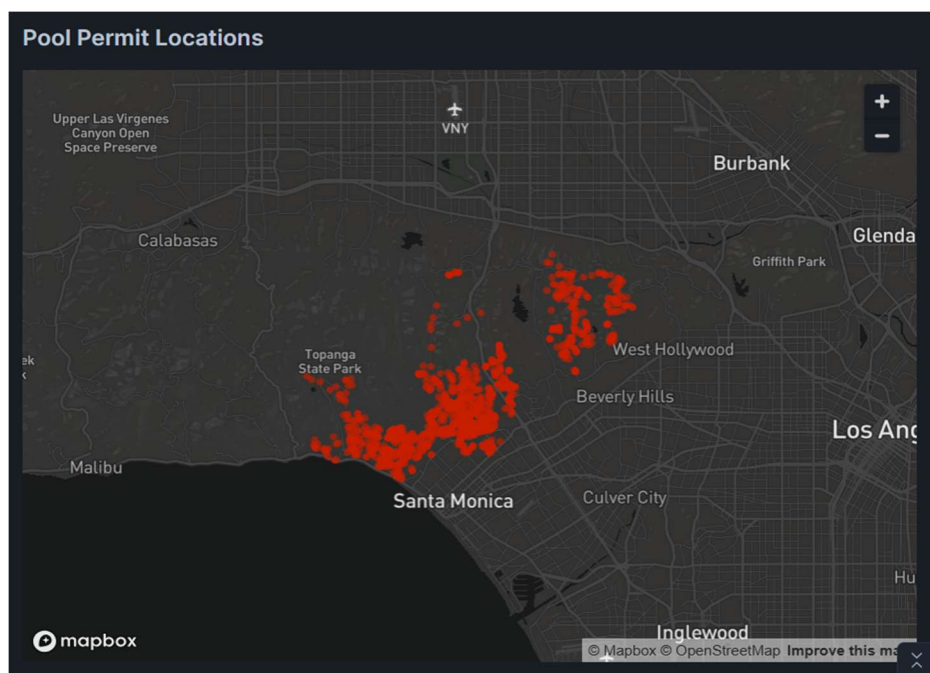 Pool Permit Locations
Upper Las Virgenes
Canyon Open
Space Preserve
VNY
Burbank
Calabasas
Glenda
Griffith Park
ek
k
Topanga
State Park
West Hollywood
Beverly Hills
Los Ang
Malibu
Santa Monica
Culver City
Hu
mapbox
Inglewood
© Mapbox © OpenStreetMap Improve this ma